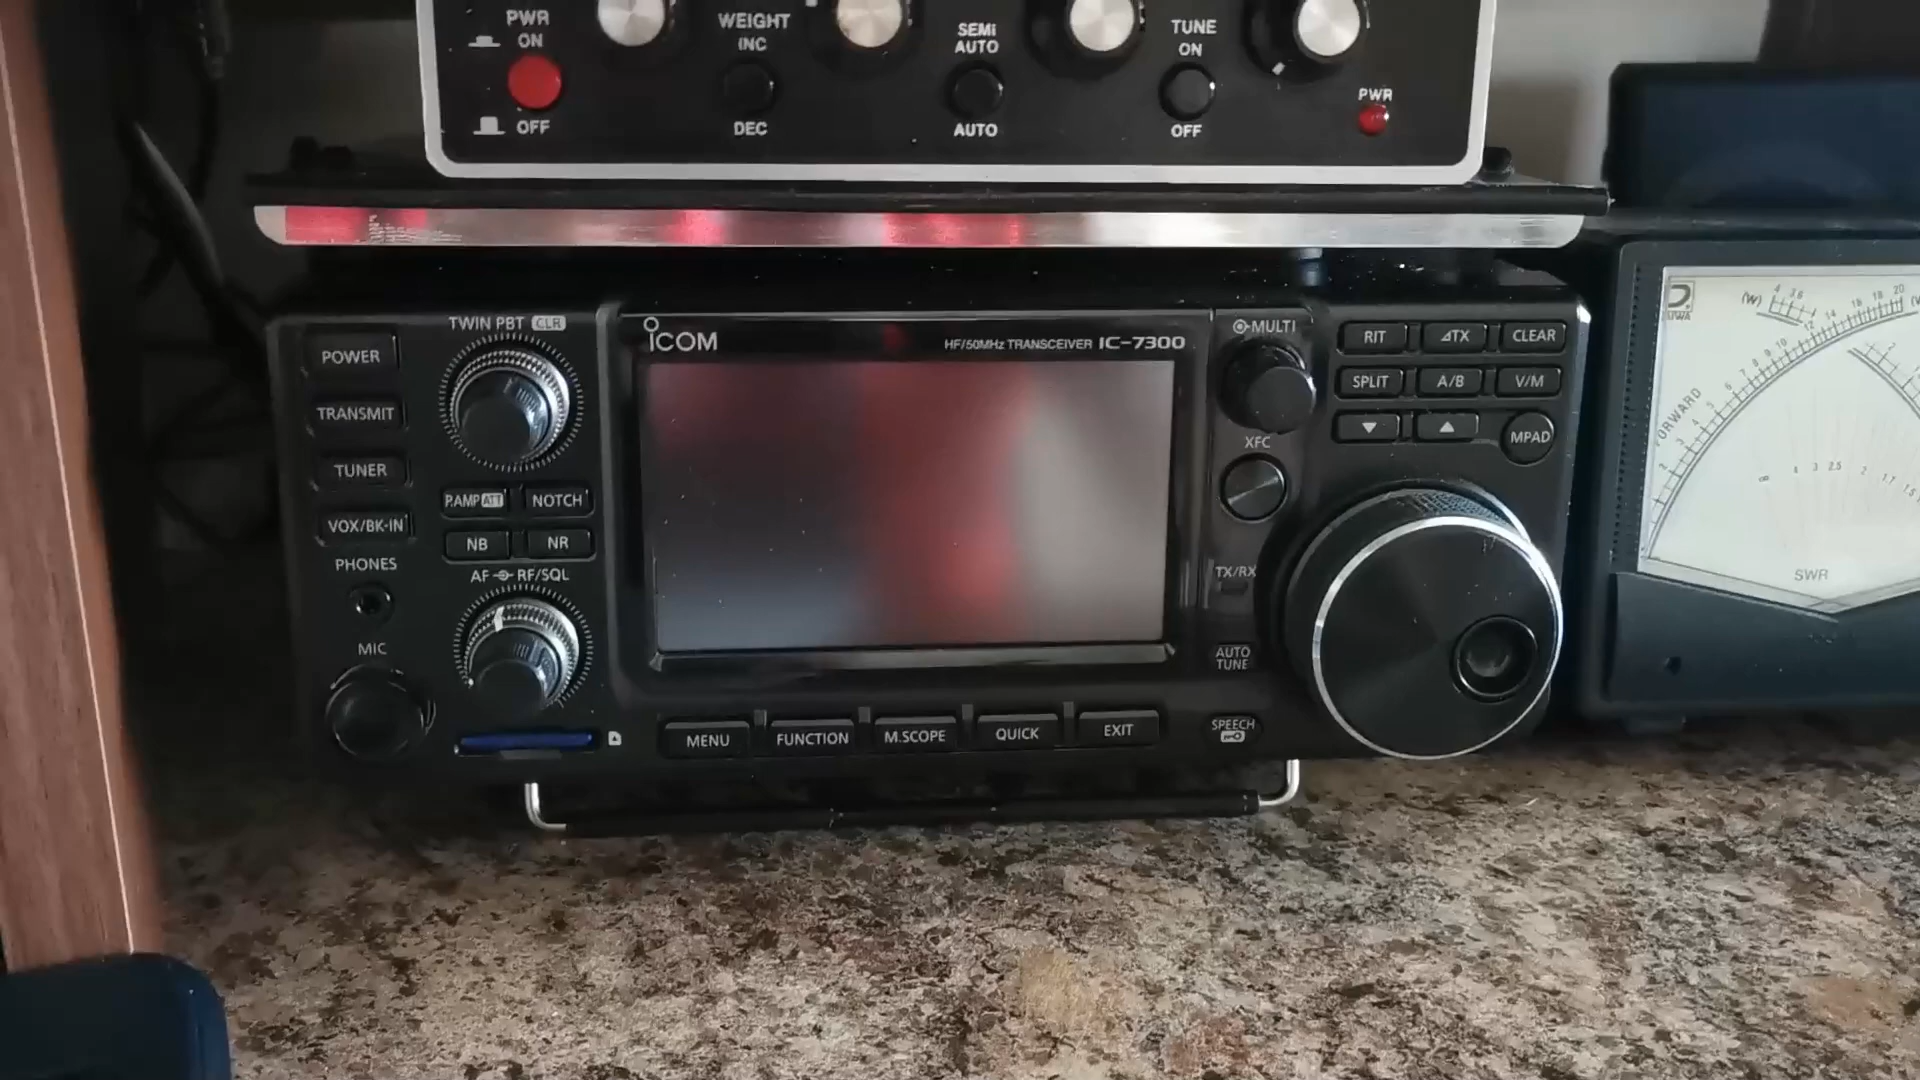 PWR
ON
OFF
WEIGHT
INC
DEC
SEMI
AUTO
AUTO
TUNE
ON
OFF
PWR
POWER
TRANSMIT
TUNER
VOX/BK-IN
PHONES
MIC
TWIN PBT CLR
P.AMP ATT
NOTCH
NB
NR
AF RF/SQL
ICOM
HF/50MHz TRANSCEIVER IC-7300
MENU
FUNCTION
M.SCOPE
QUICK
EXIT
MULTI
XFC
TX/RX
AUTO
TUNE
SPEECH
RIT
⊿TX
CLEAR
SPLIT
A/B
V/M
▼
▲
MPAD
(W)
FORWARD
SWR